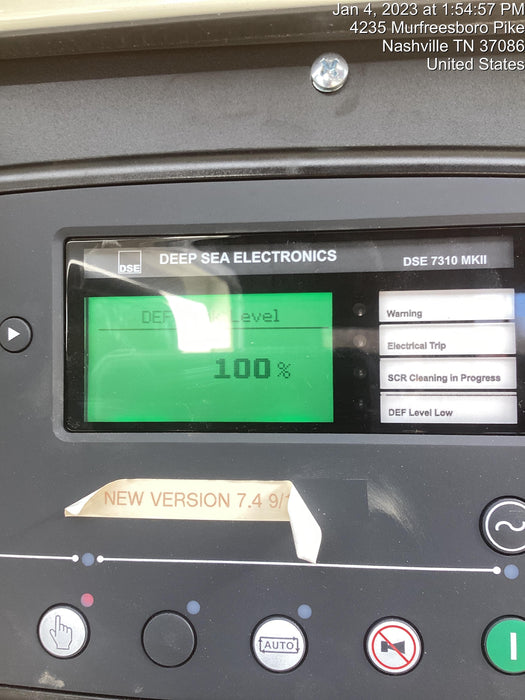 Jan 4, 2023 at 1:54:57 PM
4235 Murfreesboro Pike
Nashville TN 37086
United States
DSE
DEEP SEA ELECTRONICS
DSE 7310 MKII
DEF Level
100%
Warning
Electrical Trip
SCR Cleaning in Progress
DEF Level Low
NEW VERSION 7.4 9/
AUTO